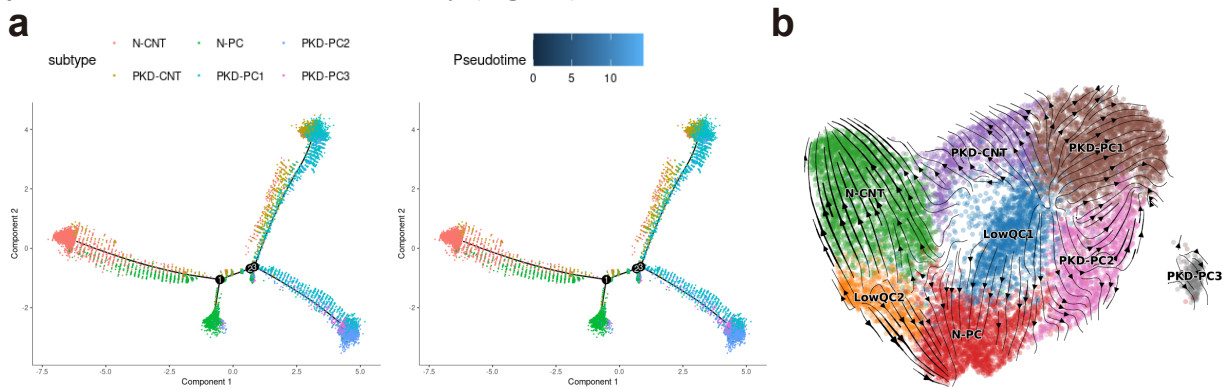 a
subtype
N-CNT
N-PC
PKD-PC2
PKD-CNT
PKD-PC1
PKD-PC3
4
2
0
-2
Component 2
1
23
-7.5 -5.0 -2.5 0.0 2.5 5.0
Component 1
Pseudotime
0 5 10
4
2
0
-2
Component 2
1
23
-7.5 -5.0 -2.5 0.0 2.5 5.0
Component 1
b
PKD-CNT
PKD-PC1
N-CNT
LowQC1
PKD-PC2
PKD-PC3
LowQC2
N-PC